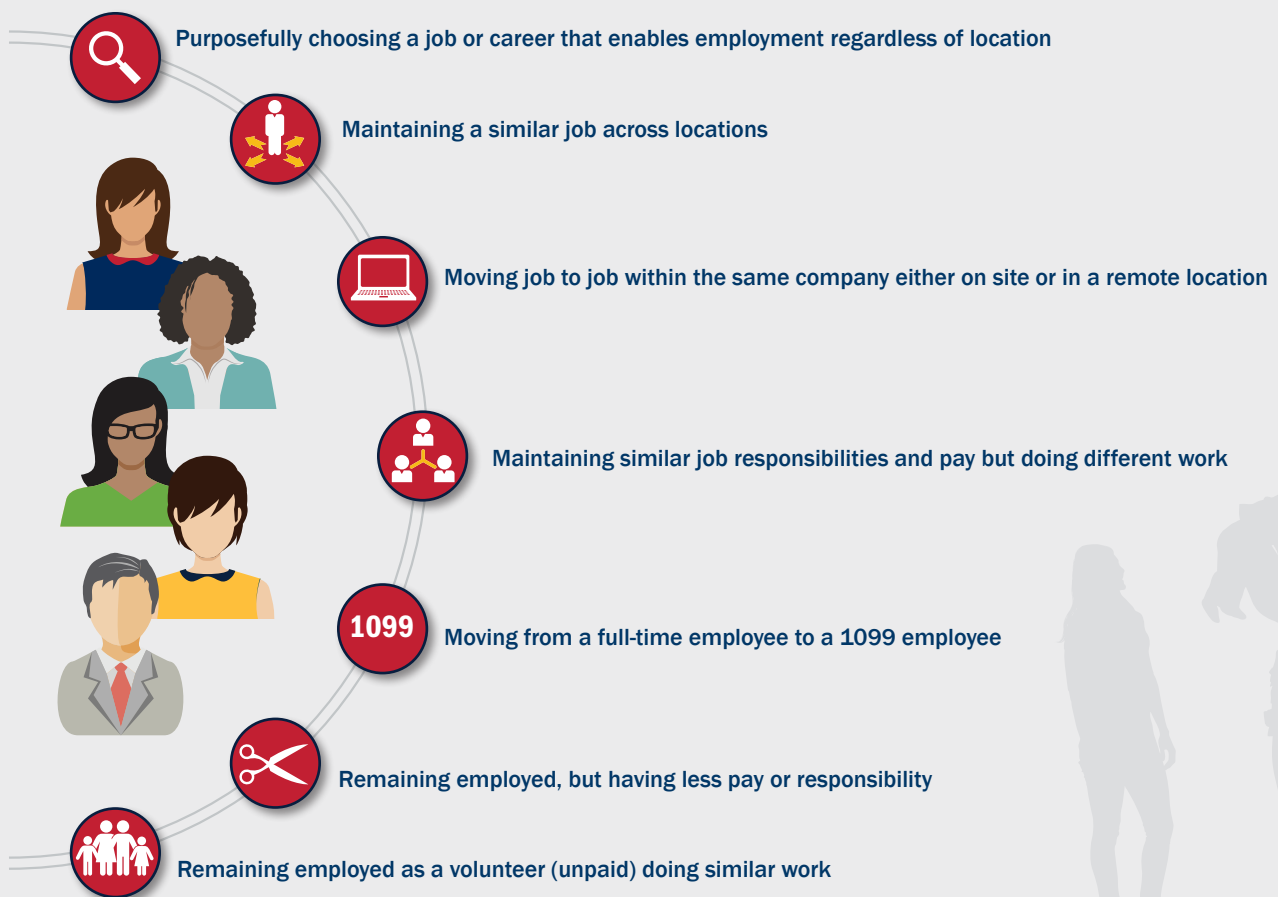 Purposefully choosing a job or career that enables employment regardless of location
Maintaining a similar job across locations
Moving job to job within the same company either on site or in a remote location
Maintaining similar job responsibilities and pay but doing different work
1099
Moving from a full-time employee to a 1099 employee
Remaining employed, but having less pay or responsibility
Remaining employed as a volunteer (unpaid) doing similar work